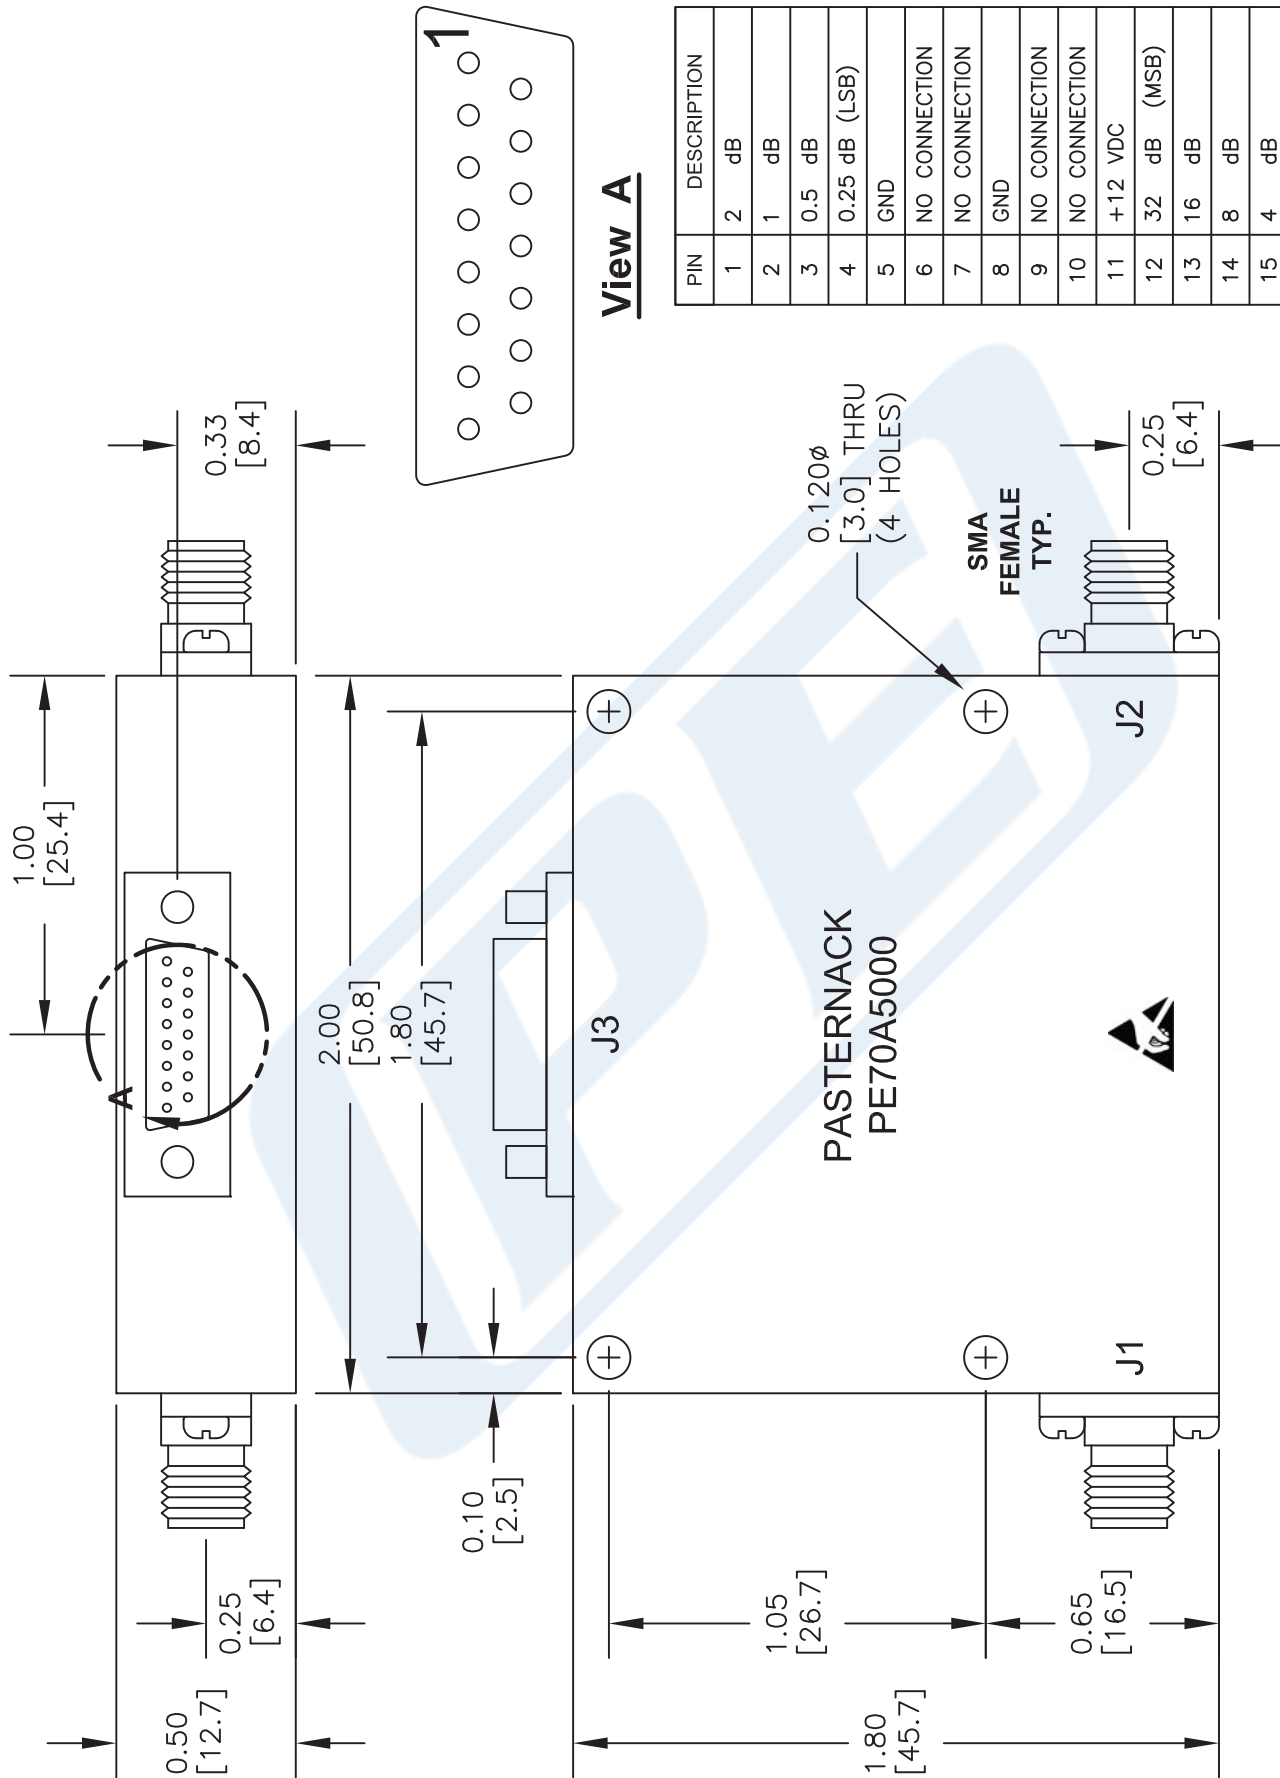 0.50
[12.7]
0.25
[6.4]
1.00
[25.4]
A
0.33
[8.4]
2.00
[50.8]
1.80
[45.7]
0.10
[2.5]
1
View A
J3
PASTERNACK
PE70A5000
J1
J2
0.120ø
[3.0] THRU
(4 HOLES)
SMA
FEMALE
TYP.
0.25
[6.4]
1.05
[26.7]
0.65
[16.5]
1.80
[45.7]
PIN DESCRIPTION
1 2 dB
2 1 dB
3 0.5 dB
4 0.25 dB (LSB)
5 GND
6 NO CONNECTION
7 NO CONNECTION
8 GND
9 NO CONNECTION
10 NO CONNECTION
11 +12 VDC
12 32 dB (MSB)
13 16 dB
14 8 dB
15 4 dB
PE